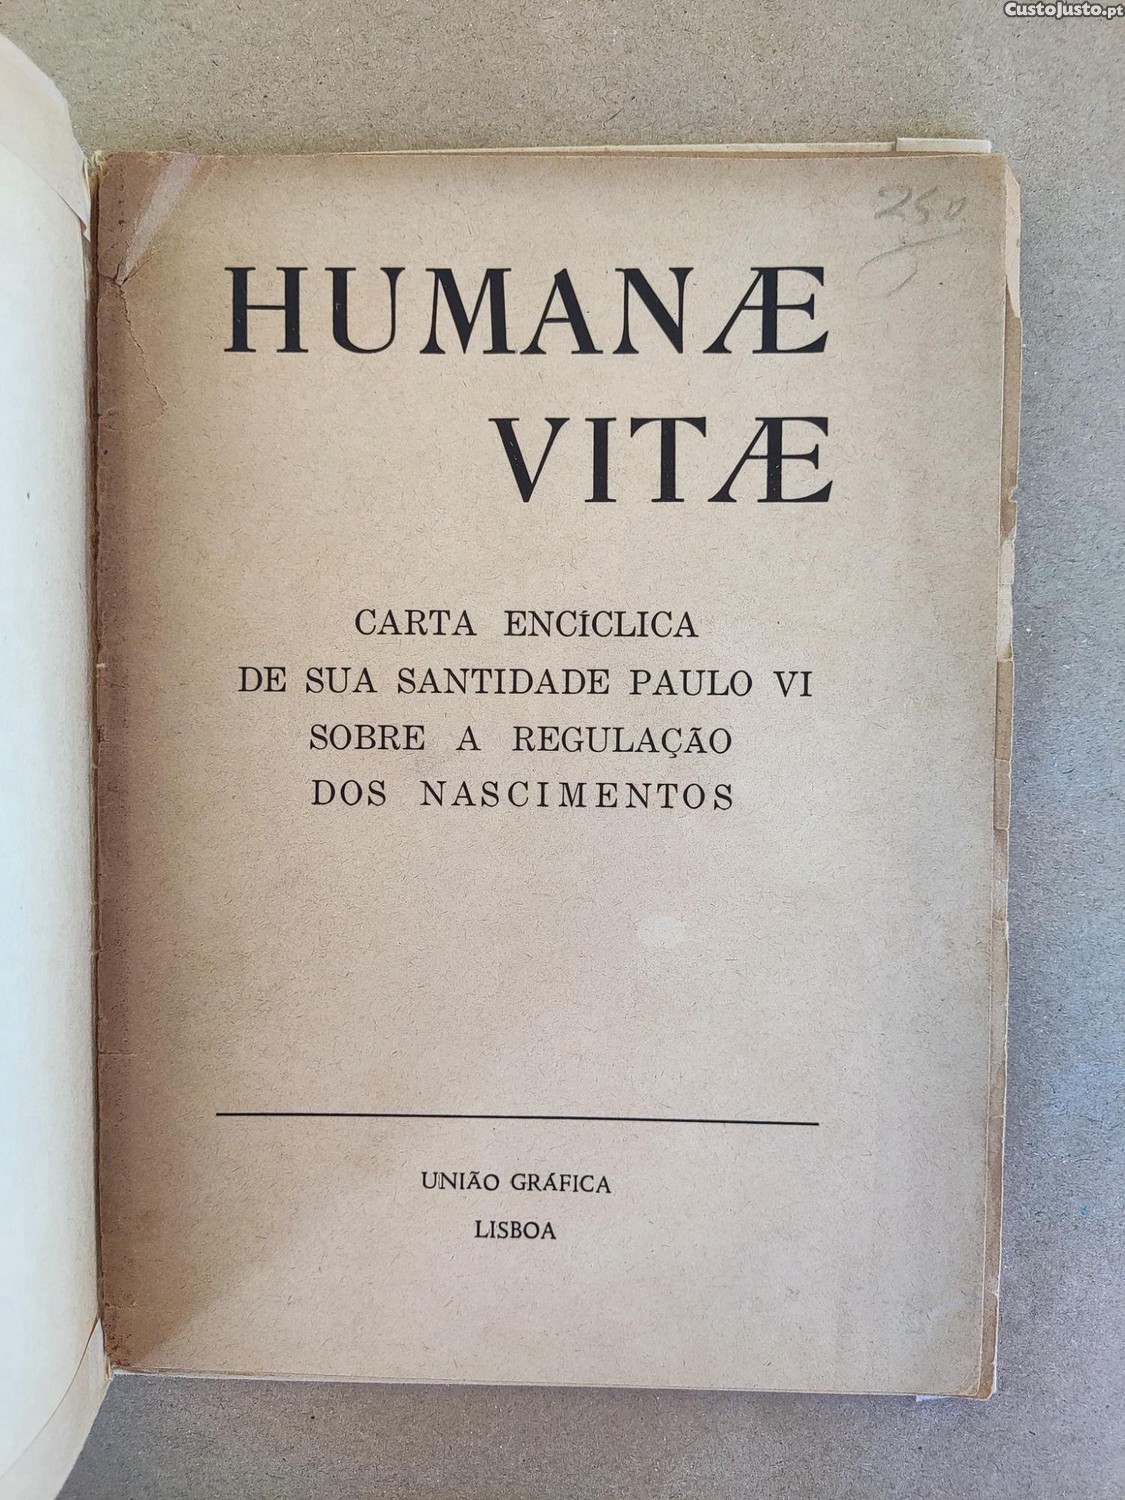 CustoJusto.pt
250
HUMANÆ
VITÆ
CARTA ENCÍCLICA
DE SUA SANTIDADE PAULO VI
SOBRE A REGULAÇÃO
DOS NASCIMENTOS
UNIÃO GRÁFICA
LISBOA